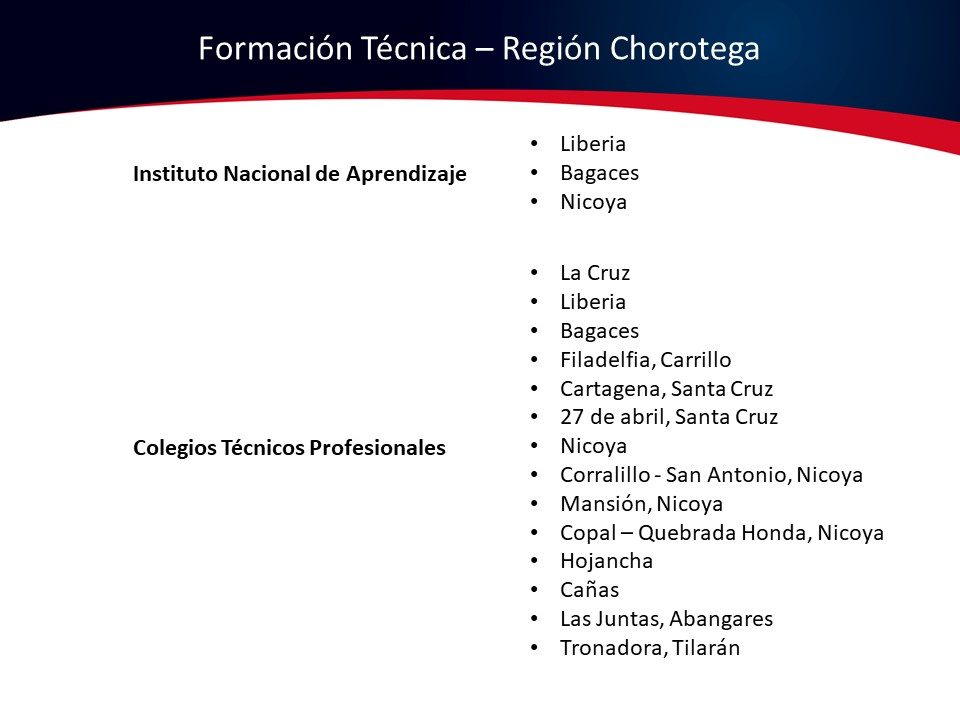 Formación Técnica – Región Chorotega
Instituto Nacional de Aprendizaje
• Liberia
• Bagaces
• Nicoya
Colegios Técnicos Profesionales
• La Cruz
• Liberia
• Bagaces
• Filadelfia, Carrillo
• Cartagena, Santa Cruz
• 27 de abril, Santa Cruz
• Nicoya
• Corralillo - San Antonio, Nicoya
• Mansión, Nicoya
• Copal – Quebrada Honda, Nicoya
• Hojancha
• Cañas
• Las Juntas, Abangares
• Tronadora, Tilarán